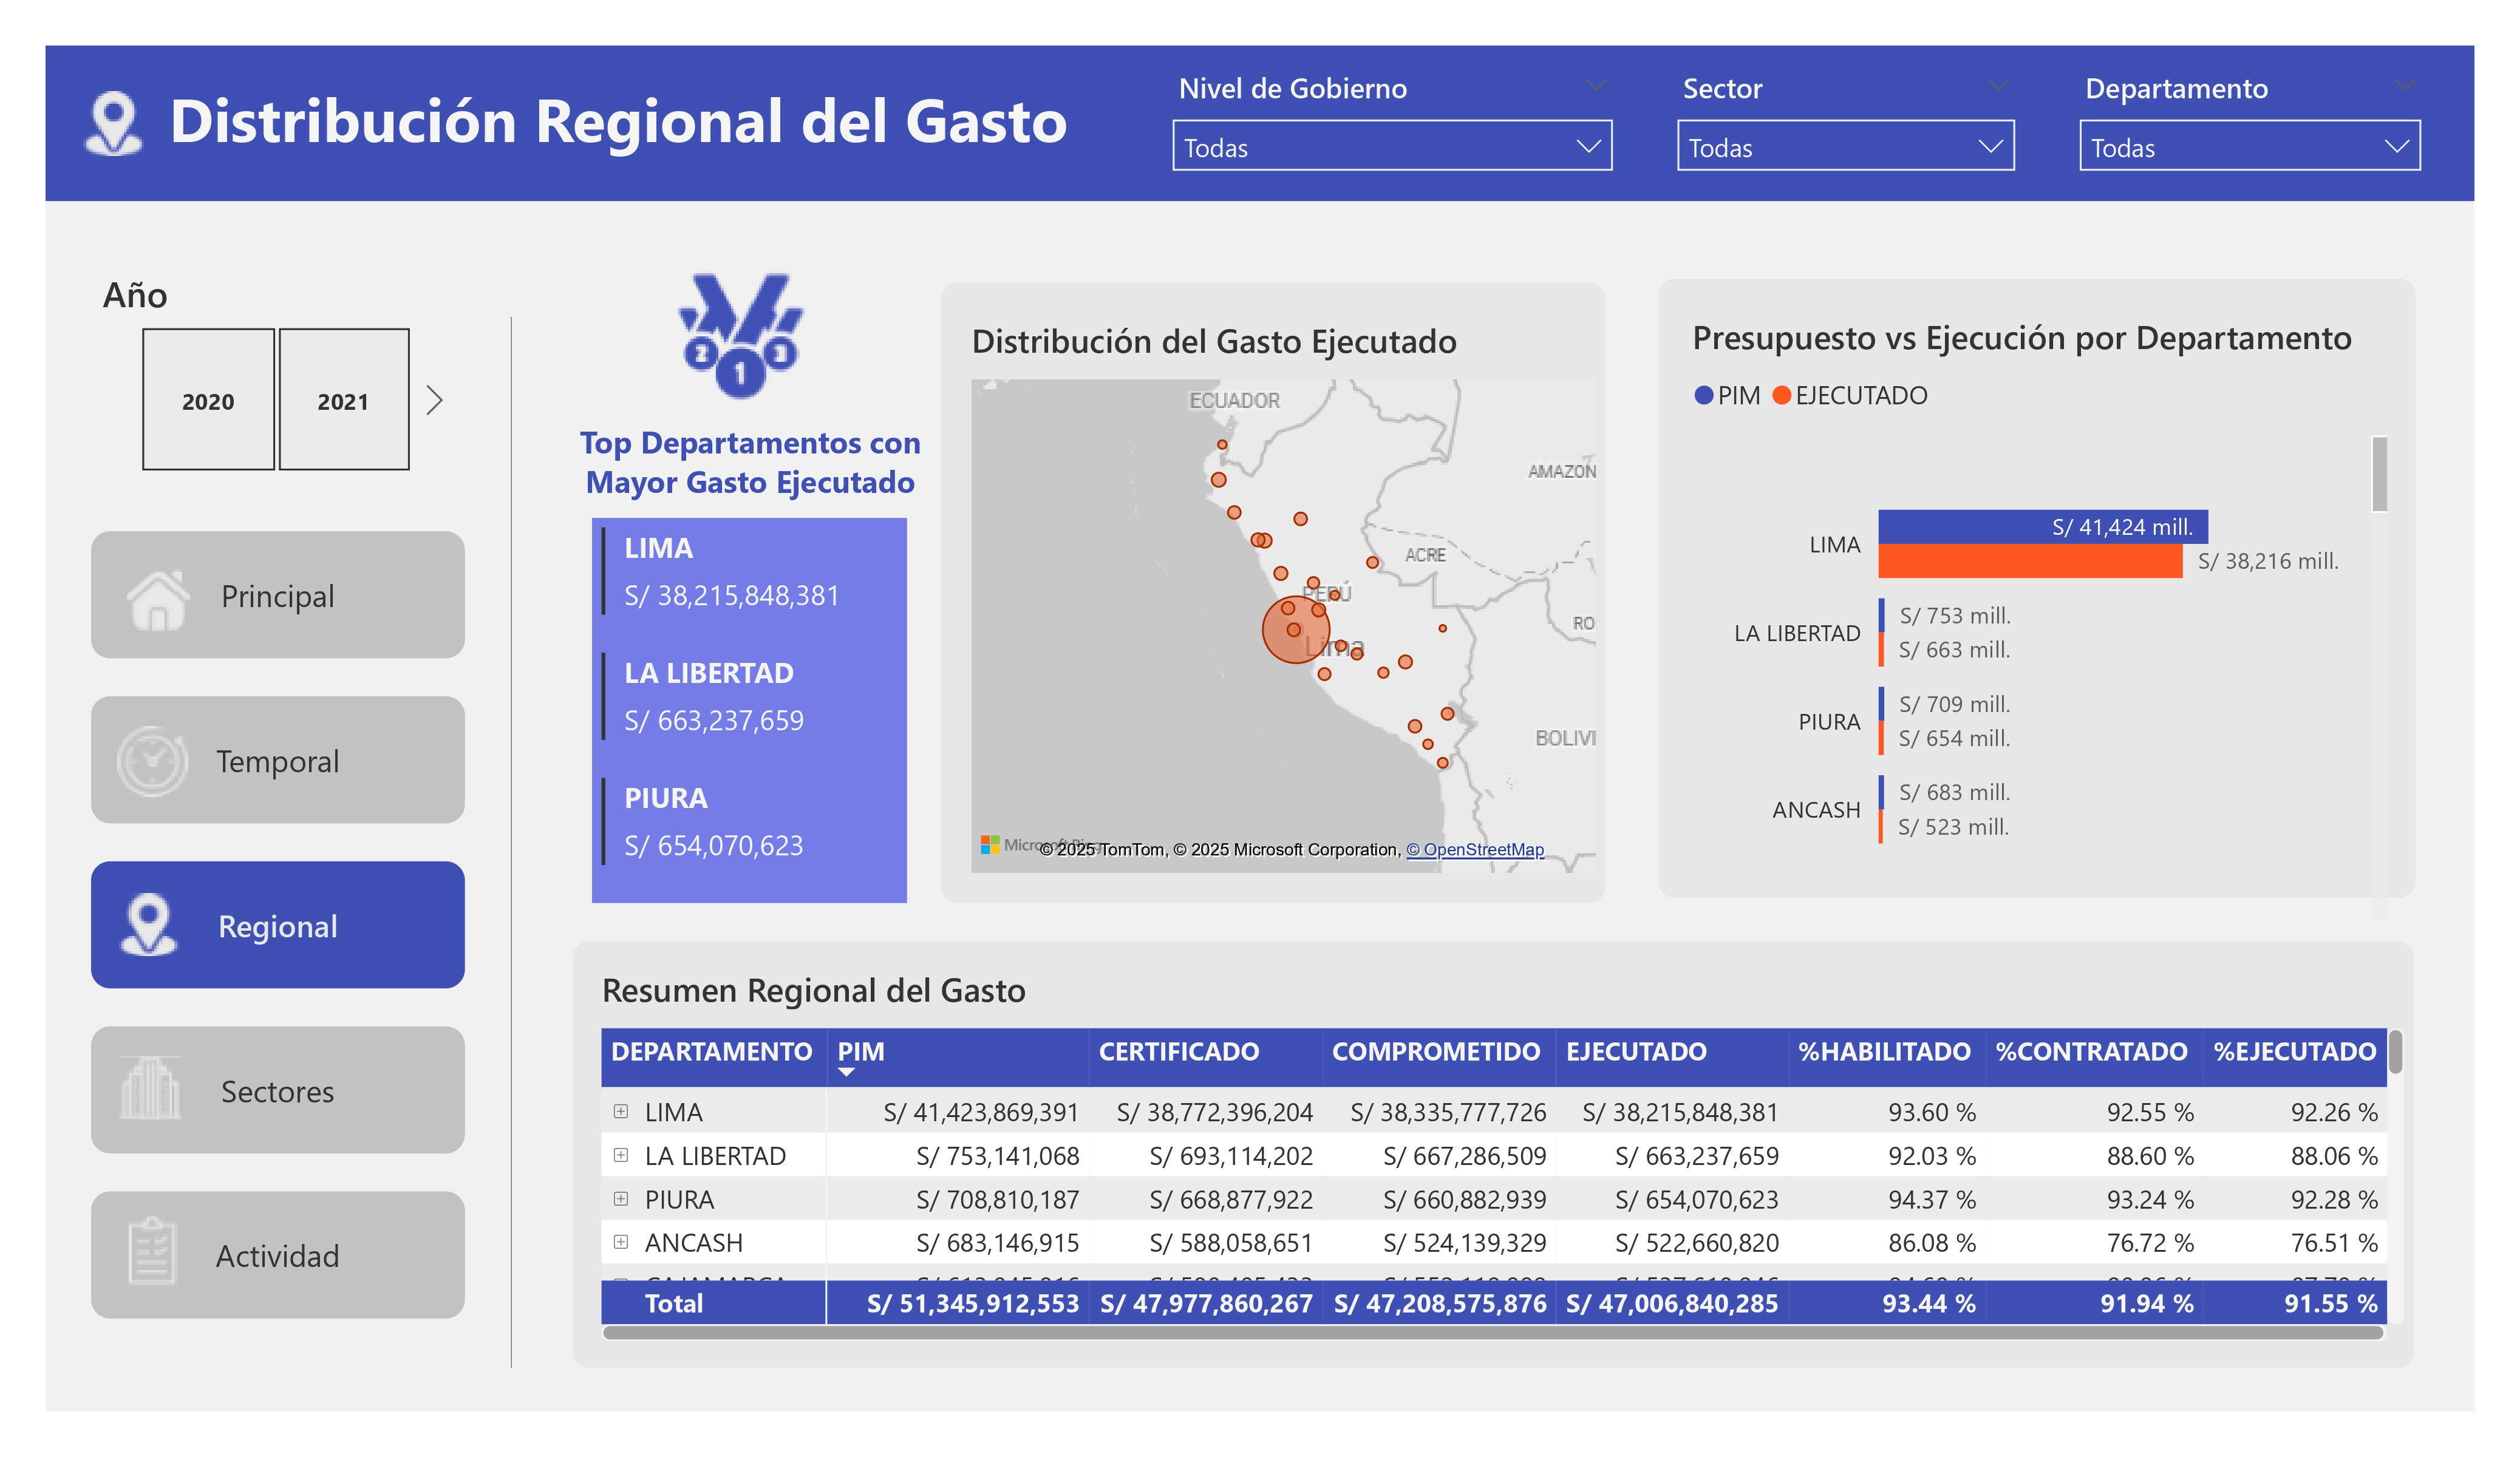 Distribución Regional del Gasto
Nivel de Gobierno
Todas
Sector
Todas
Departamento
Todas
Año
2020
2021
Principal
Temporal
Regional
Sectores
Actividad
2 1 3
Top Departamentos con
Mayor Gasto Ejecutado
LIMA
S/ 38,215,848,381
LA LIBERTAD
S/ 663,237,659
PIURA
S/ 654,070,623
Distribución del Gasto Ejecutado
ECUADOR
AMAZON
ACRE
PERÚ
RO
Lima
BOLIVI
Microsoft Bing
© 2025 TomTom, © 2025 Microsoft Corporation, © OpenStreetMap
Presupuesto vs Ejecución por Departamento
PIM EJECUTADO
LIMA
S/ 41,424 mill.
S/ 38,216 mill.
LA LIBERTAD
S/ 753 mill.
S/ 663 mill.
PIURA
S/ 709 mill.
S/ 654 mill.
ANCASH
S/ 683 mill.
S/ 523 mill.
Resumen Regional del Gasto
DEPARTAMENTO PIM CERTIFICADO COMPROMETIDO EJECUTADO %HABILITADO %CONTRATADO %EJECUTADO
LIMA S/ 41,423,869,391 S/ 38,772,396,204 S/ 38,335,777,726 S/ 38,215,848,381 93.60 % 92.55 % 92.26 %
LA LIBERTAD S/ 753,141,068 S/ 693,114,202 S/ 667,286,509 S/ 663,237,659 92.03 % 88.60 % 88.06 %
PIURA S/ 708,810,187 S/ 668,877,922 S/ 660,882,939 S/ 654,070,623 94.37 % 93.24 % 92.28 %
ANCASH S/ 683,146,915 S/ 588,058,651 S/ 524,139,329 S/ 522,660,820 86.08 % 76.72 % 76.51 %
Total S/ 51,345,912,553 S/ 47,977,860,267 S/ 47,208,575,876 S/ 47,006,840,285 93.44 % 91.94 % 91.55 %